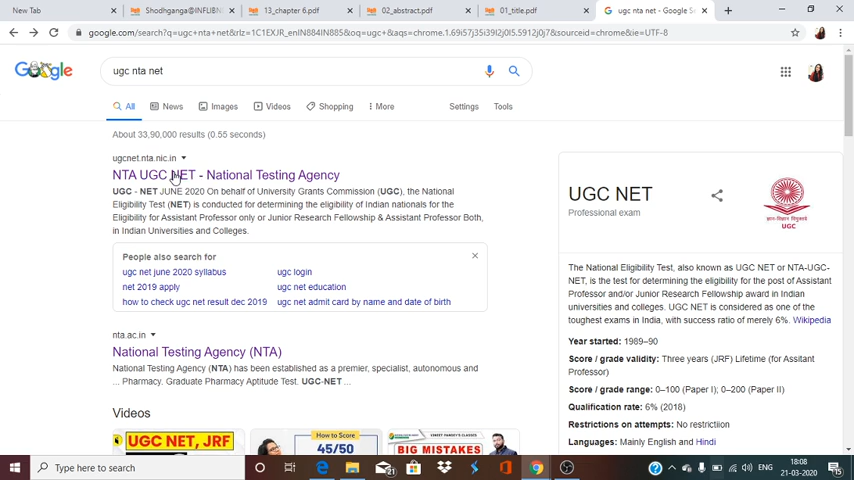 New Tab
Shodhganga@INFLIBN
13_chapter 6.pdf
02_abstract.pdf
01_title.pdf
ugc nta net - Google Se
google.com/search?q=ugc+nta+net&rlz=1C1EXJR_enIN884IN885&oq=ugc+&aqs=chrome.1.69i57j35i39l2j0l5.5912j0j7&sourceid=chrome&ie=UTF-8
ugc nta net
All
News
Images
Videos
Shopping
More
Settings
Tools
About 33,90,000 results (0.55 seconds)
ugcnet.nta.nic.in
NTA UGC NET - National Testing Agency
UGC - NET JUNE 2020 On behalf of University Grants Commission (UGC), the National
Eligibility Test (NET) is conducted for determining the eligibility of Indian nationals for the
Eligibility for Assistant Professor only or Junior Research Fellowship & Assistant Professor Both,
in Indian Universities and Colleges.
People also search for
ugc net june 2020 syllabus
ugc login
net 2019 apply
ugc net education
how to check ugc net result dec 2019
ugc net admit card by name and date of birth
nta.ac.in
National Testing Agency (NTA)
National Testing Agency (NTA) has been established as a premier, specialist, autonomous and
... Pharmacy. Graduate Pharmacy Aptitude Test. UGC-NET ...
Videos
UGC NET, JRF
How to Score
45/50
BIG MISTAKES
UGC NET
Professional exam
UGC
The National Eligibility Test, also known as UGC NET or NTA-UGC-
NET, is the test for determining the eligibility for the post of Assistant
Professor and/or Junior Research Fellowship award in Indian
universities and colleges. UGC NET is considered as one of the
toughest exams in India, with success ratio of merely 6%. Wikipedia
Year started: 1989–90
Score / grade validity: Three years (JRF) Lifetime (for Assitant
Professor)
Score / grade range: 0–100 (Paper I); 0–200 (Paper II)
Qualification rate: 6% (2018)
Restrictions on attempts: No restrictiion
Languages: Mainly English and Hindi
Type here to search
21
ENG
18:08
21-03-2020
15